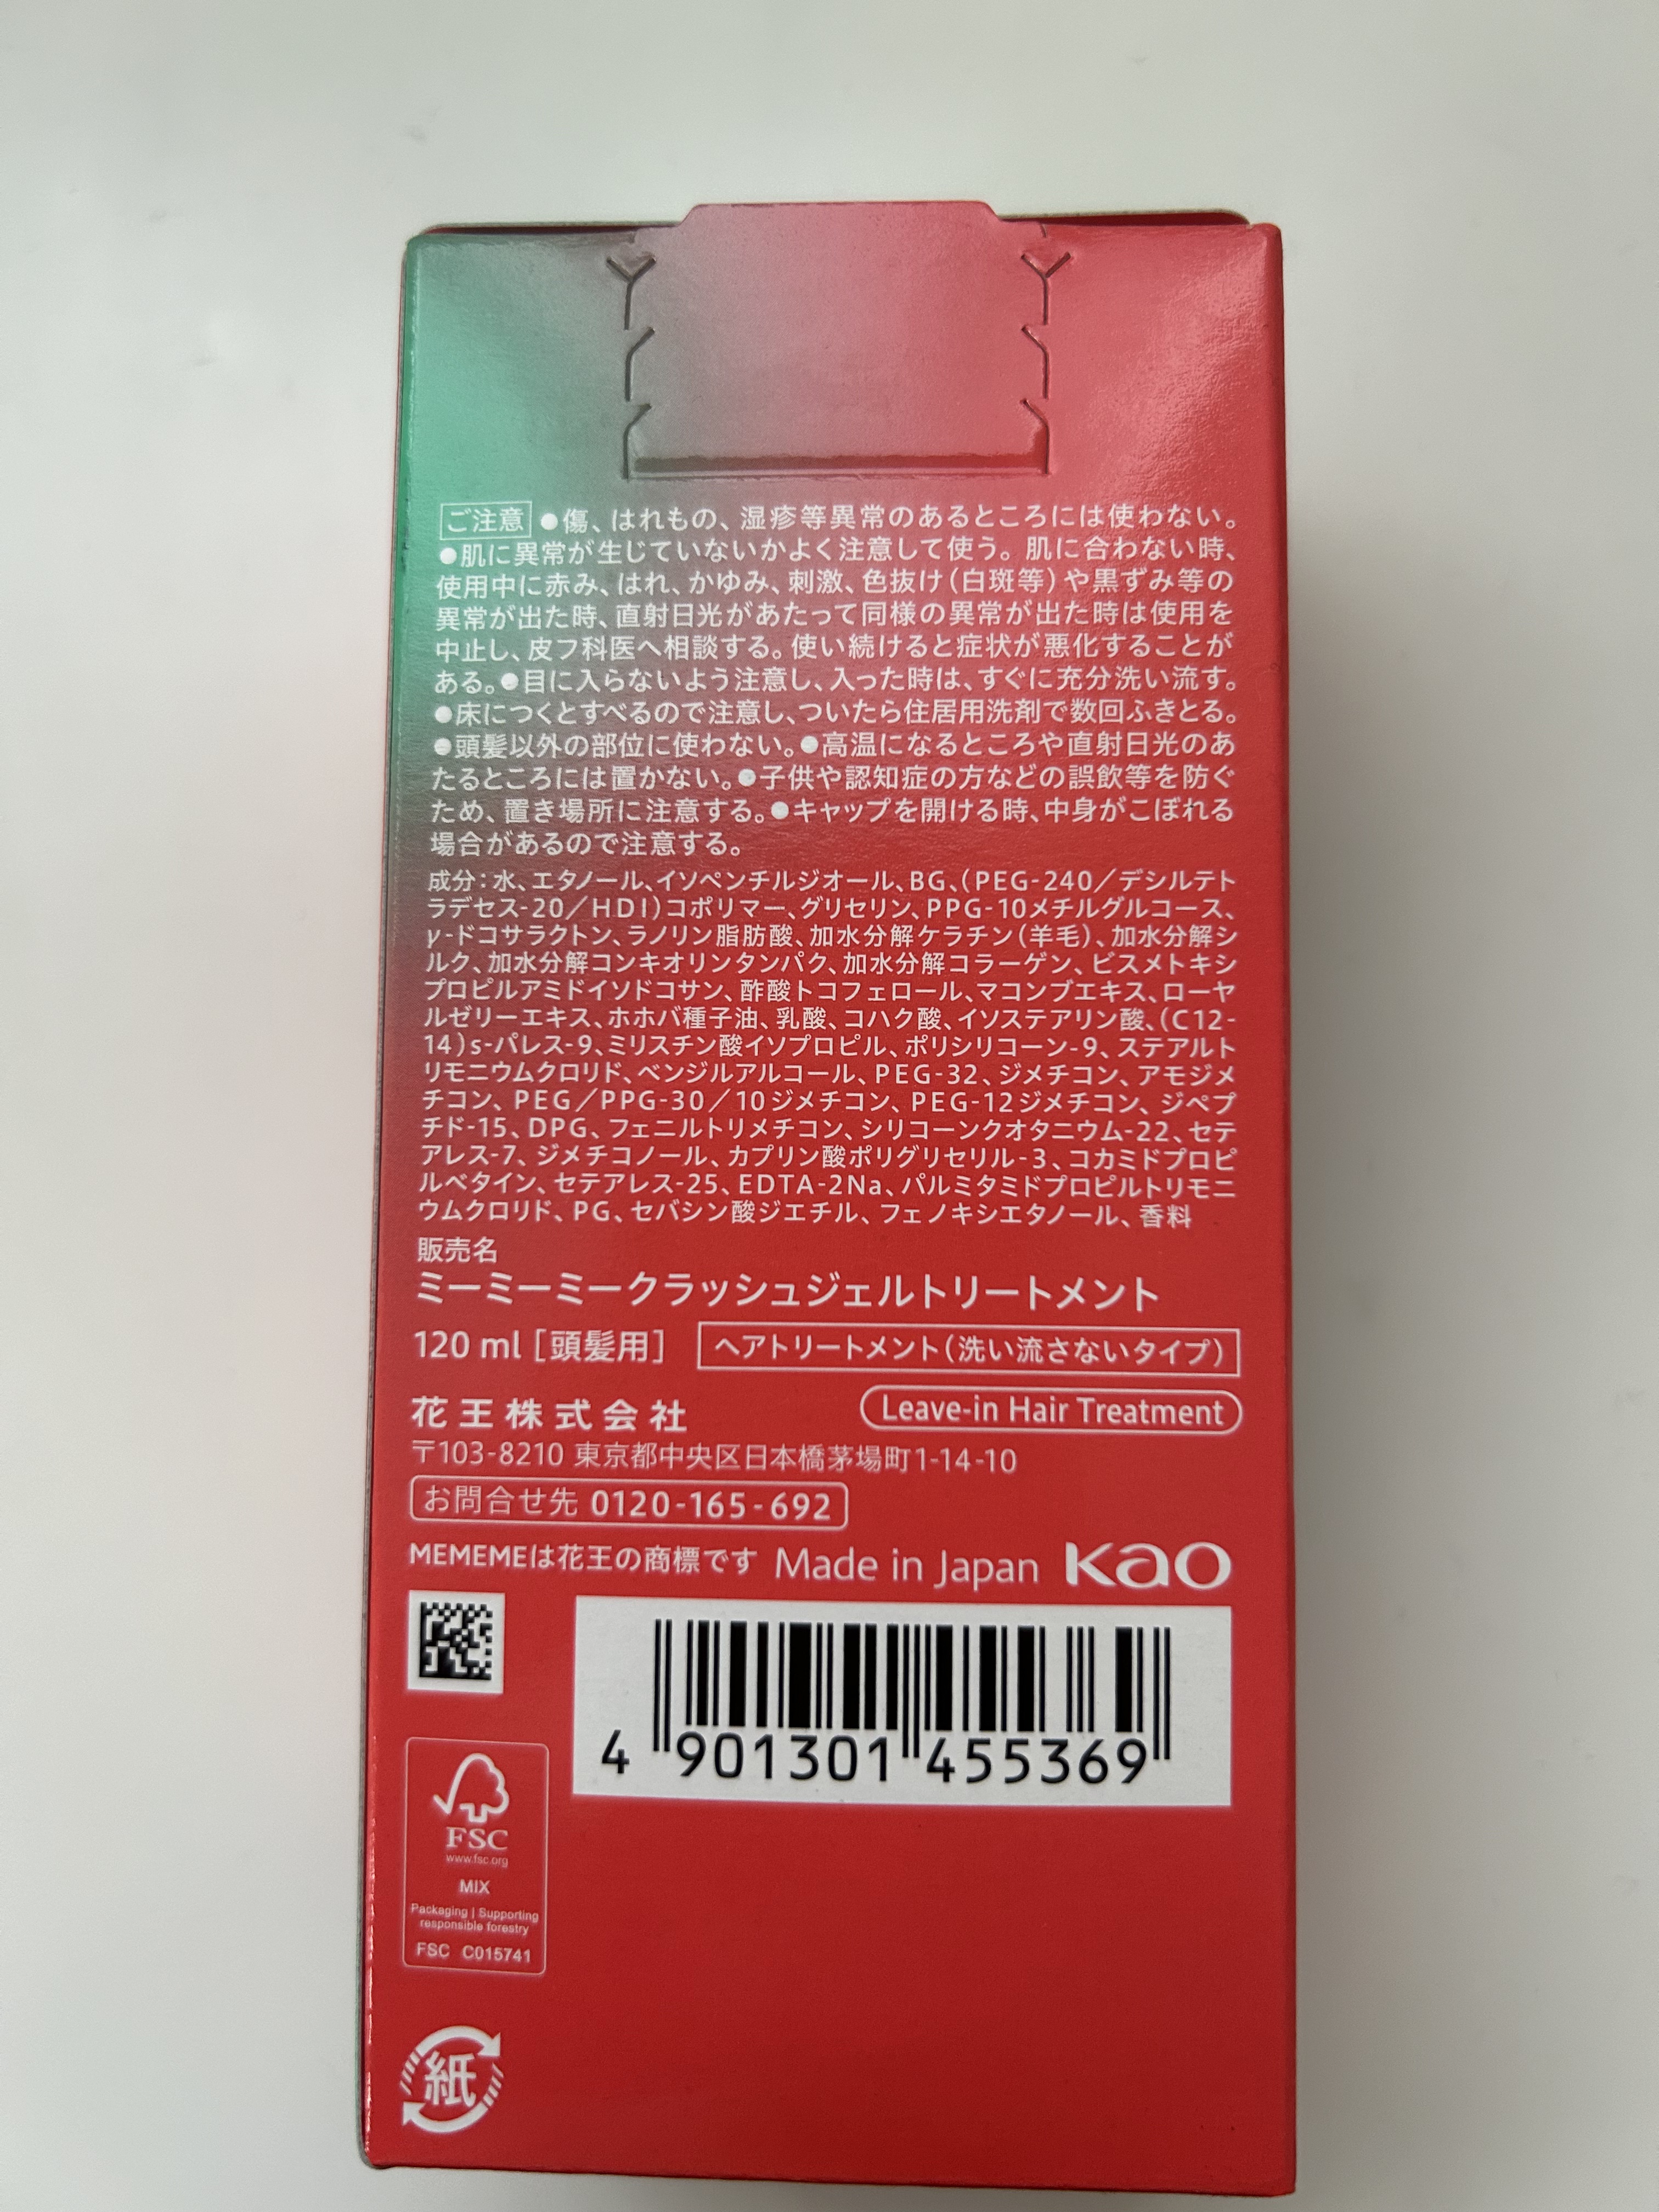 ご注意 ●傷、はれもの、湿疹等異常のあるところには使わない。
●肌に異常が生じていないかよく注意して使う。肌に合わない時、
使用中に赤み、はれ、かゆみ、刺激、色抜け(白斑等)や黒ずみ等の
異常が出た時、直射日光があたって同様の異常が出た時は使用を
中止し、皮フ科医へ相談する。使い続けると症状が悪化することが
ある。●目に入らないよう注意し、入った時は、すぐに充分洗い流す。
●床につくとすべるので注意し、ついたら住居用洗剤で数回ふきとる。
●頭髪以外の部位に使わない。●高温になるところや直射日光のあ
たるところには置かない。●子供や認知症の方などの誤飲等を防ぐ
ため、置き場所に注意する。●キャップを開ける時、中身がこぼれる
場合があるので注意する。
成分:水、エタノール、イソペンチルジオール、BG、(PEG-240/デシルテト
ラデセス-20/HDI)コポリマー、グリセリン、PPG-10メチルグルコース、
γ-ドコサラクトン、ラノリン脂肪酸、加水分解ケラチン(羊毛)、加水分解シ
ルク、加水分解コンキオリンタンパク、加水分解コラーゲン、ビスメトキシ
プロピルアミドイソドコサン、酢酸トコフェロール、マコンブエキス、ローヤ
ルゼリーエキス、ホホバ種子油、乳酸、コハク酸、イソステアリン酸、(C12-
14)s-パレス-9、ミリスチン酸イソプロピル、ポリシリコーン-9、ステアルト
リモニウムクロリド、ベンジルアルコール、PEG-32、ジメチコン、アモジメ
チコン、PEG/PPG-30/10ジメチコン、PEG-12ジメチコン、ジペプ
チド-15、DPG、フェニルトリメチコン、シリコーンクオタニウム-22、セテ
アレス-7、ジメチコノール、カプリン酸ポリグリセリル-3、コカミドプロピ
ルベタイン、セテアレス-25、EDTA-2Na、パルミタミドプロピルトリモニ
ウムクロリド、PG、セバシン酸ジエチル、フェノキシエタノール、香料
販売名
ミーミーミークラッシュジェルトリートメント
120 ml [頭髪用] ヘアトリートメント(洗い流さないタイプ)
花王株式会社 Leave-in Hair Treatment
〒103-8210 東京都中央区日本橋茅場町1-14-10
お問合せ先 0120-165-692
MEMEMEは花王の商標です Made in Japan Kao
4 901301 455369
FSC
www.fsc.org
MIX
Packaging | Supporting
responsible forestry
FSC C015741
紙